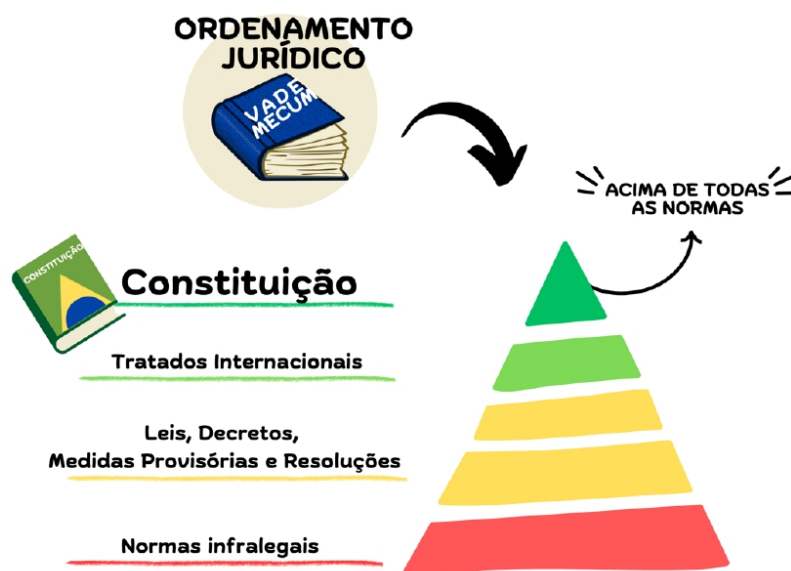 ORDENAMENTO
JURÍDICO
VADE
MECUM
ACIMA DE TODAS
AS NORMAS
CONSTITUIÇÃO
Constituição
Tratados Internacionais
Leis, Decretos,
Medidas Provisórias e Resoluções
Normas infralegais